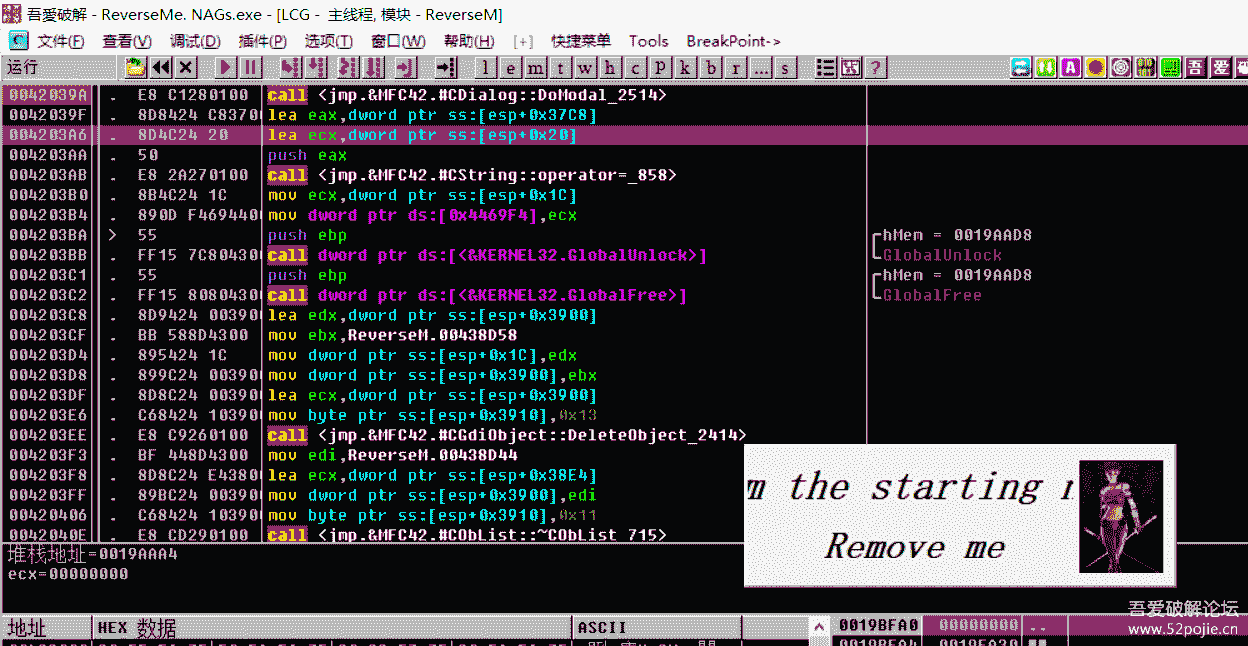 吾愛破解 - ReverseMe. NAGs.exe - [LCG - 主线程, 模块 - ReverseM]
文件(F) 查看(V) 调试(D) 插件(P) 选项(T) 窗口(W) 帮助(H) [+] 快捷菜单 Tools BreakPoint->
运行 l e m t w h c P k b r ... s ? A 吾 爱
0042039A . E8 C1280100 call <jmp.&MFC42.#CDialog::DoModal_2514>
0042039F . 8D8424 C8370 lea eax,dword ptr ss:[esp+0x37C8]
004203A6 . 8D4C24 20 lea ecx,dword ptr ss:[esp+0x20]
004203AA . 50 push eax
004203AB . E8 2A270100 call <jmp.&MFC42.#CString::operator=_858>
004203B0 . 8B4C24 1C mov ecx,dword ptr ss:[esp+0x1C]
004203B4 . 890D F469440 mov dword ptr ds:[0x4469F4],ecx
004203BA > 55 push ebp hMem = 0019AAD8
004203BB . FF15 7C80430 call dword ptr ds:[<&KERNEL32.GlobalUnlock>] GlobalUnlock
004203C1 . 55 push ebp hMem = 0019AAD8
004203C2 . FF15 8080430 call dword ptr ds:[<&KERNEL32.GlobalFree>] GlobalFree
004203C8 . 8D9424 00390 lea edx,dword ptr ss:[esp+0x3900]
004203CF . BB 588D4300 mov ebx,ReverseM.00438D58
004203D4 . 895424 1C mov dword ptr ss:[esp+0x1C],edx
004203D8 . 899C24 00390 mov dword ptr ss:[esp+0x3900],ebx
004203DF . 8D8C24 00390 lea ecx,dword ptr ss:[esp+0x3900]
004203E6 . C68424 10390 mov byte ptr ss:[esp+0x3910],0x13
004203EE . E8 C9260100 call <jmp.&MFC42.#CGdiObject::DeleteObject_2414>
004203F3 . BF 448D4300 mov edi,ReverseM.00438D44
004203F8 . 8D8C24 E4380 lea ecx,dword ptr ss:[esp+0x38E4]
004203FF . 89BC24 00390 mov dword ptr ss:[esp+0x3900],edi
00420406 . C68424 10390 mov byte ptr ss:[esp+0x3910],0x11
0042040E . E8 CD290100 call <jmp.&MFC42.#CObList::~CObList_715>
m the starting
Remove me
堆栈地址=0019AAA4
ecx=00000000
吾爱破解论坛
www.52pojie.cn
地址 HEX 数据 ASCII 0019BFA0 00000000 ..